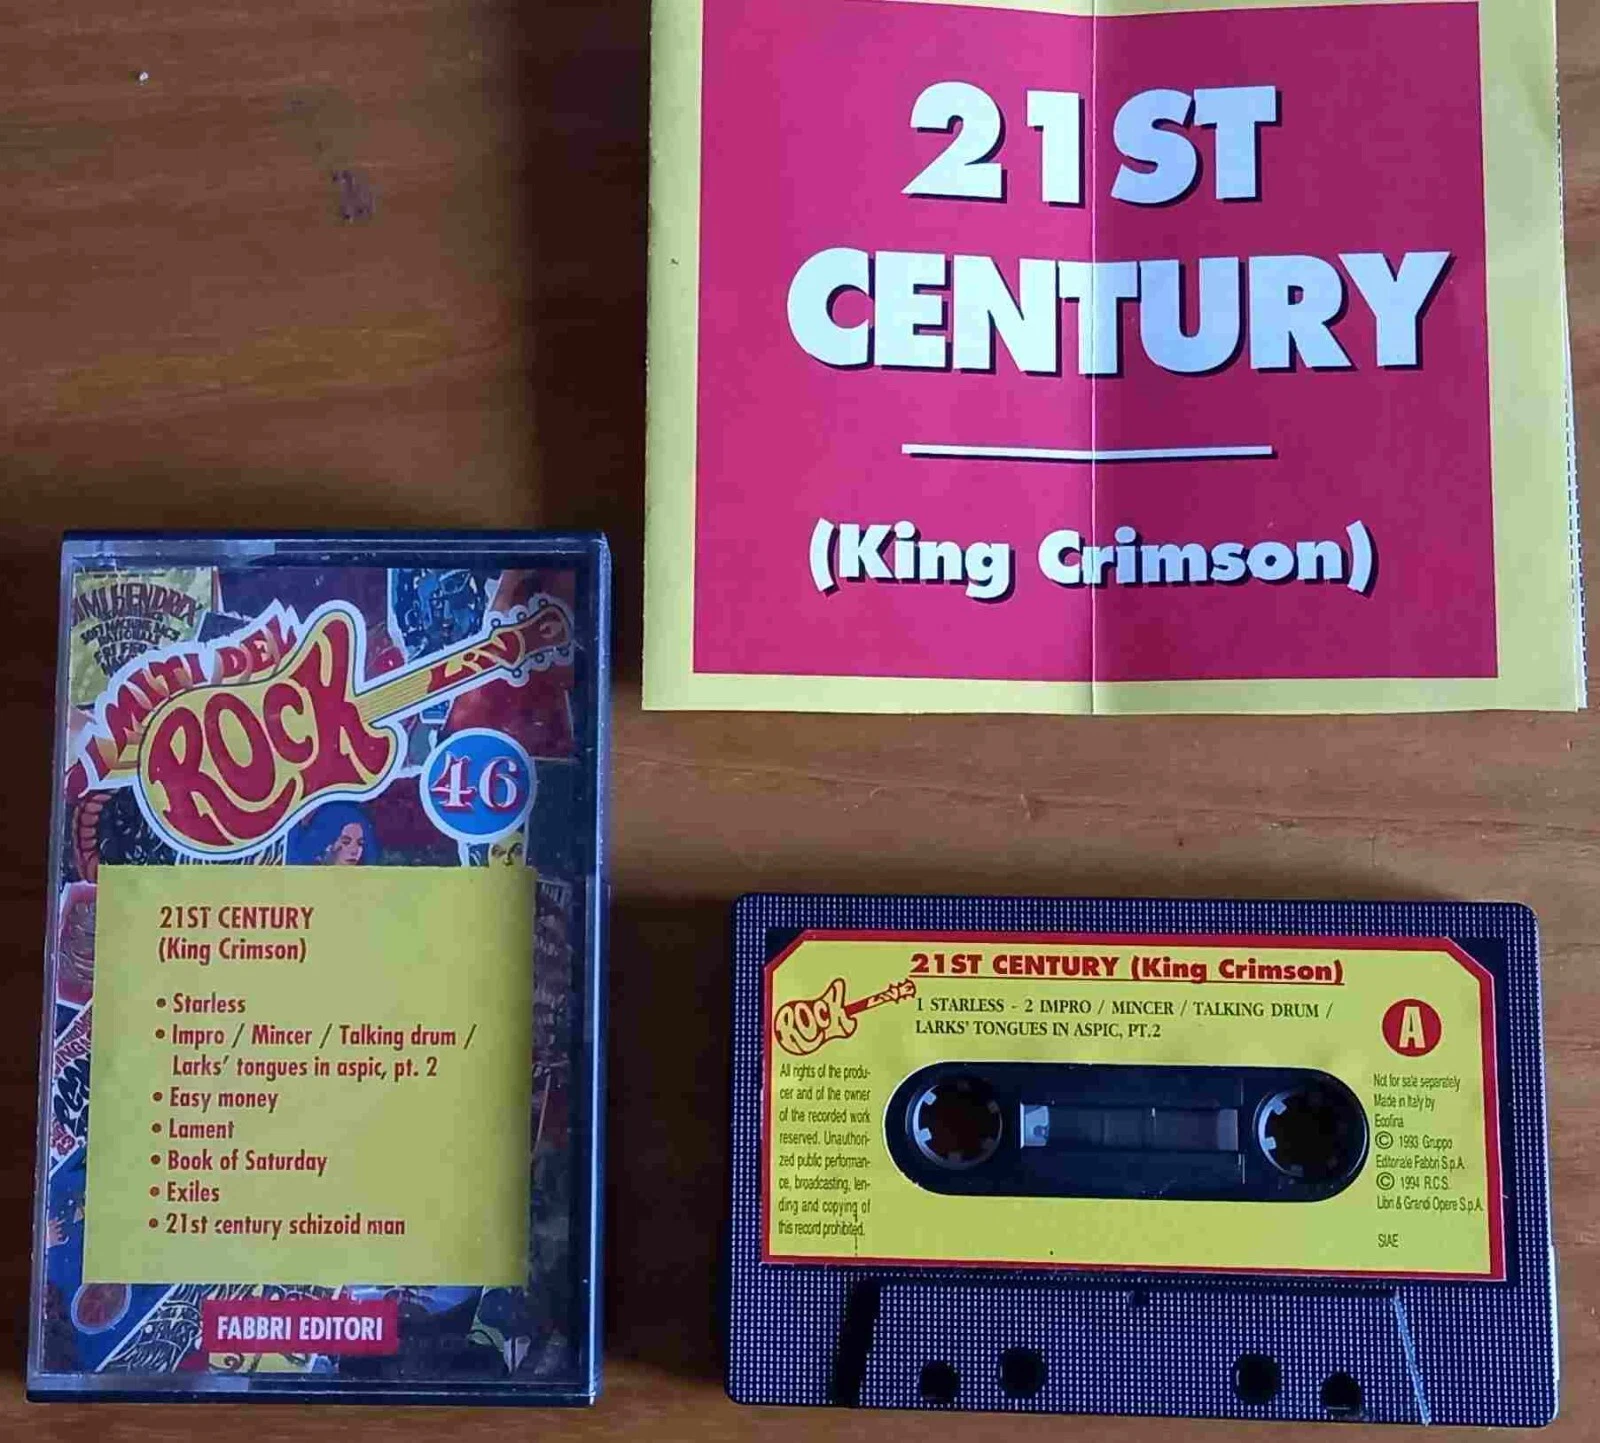 21ST
CENTURY
(King Crimson)
JIMI HENDRIX
SOFT MACHINE
I MITI DEL
ROCK
LIVE
46
21ST CENTURY
(King Crimson)
• Starless
• Impro / Mincer / Talking drum /
Larks' tongues in aspic, pt. 2
• Easy money
• Lament
• Book of Saturday
• Exiles
• 21st century schizoid man
FABBRI EDITORI
21ST CENTURY (King Crimson)
ROCK LIVE
1 STARLESS - 2 IMPRO / MINCER / TALKING DRUM /
LARKS' TONGUES IN ASPIC, PT.2
A
All rights of the produ-
cer and of the owner
of the recorded work
reserved. Unauthori-
zed public performan-
ce, broadcasting, len-
ding and copying of
this record prohibited.
Not for sale separately
Made in Italy by
Ecofina
© 1993 Gruppo
Editoriale Fabbri S.p.A.
© 1994 R.C.S.
Libri & Grandi Opere S.p.A.
SIAE